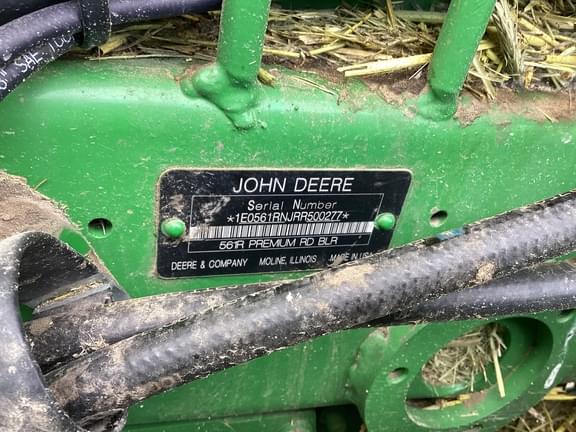 SAE 100
JOHN DEERE
Serial Number
*1E0561RNJRR500277*
561R PREMIUM RD BLR
DEERE & COMPANY MOLINE, ILLINOIS MADE IN USA